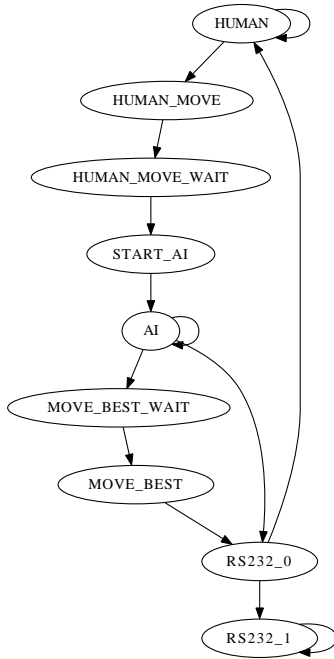 HUMAN
HUMAN_MOVE
HUMAN_MOVE_WAIT
START_AI
AI
MOVE_BEST_WAIT
MOVE_BEST
RS232_0
RS232_1